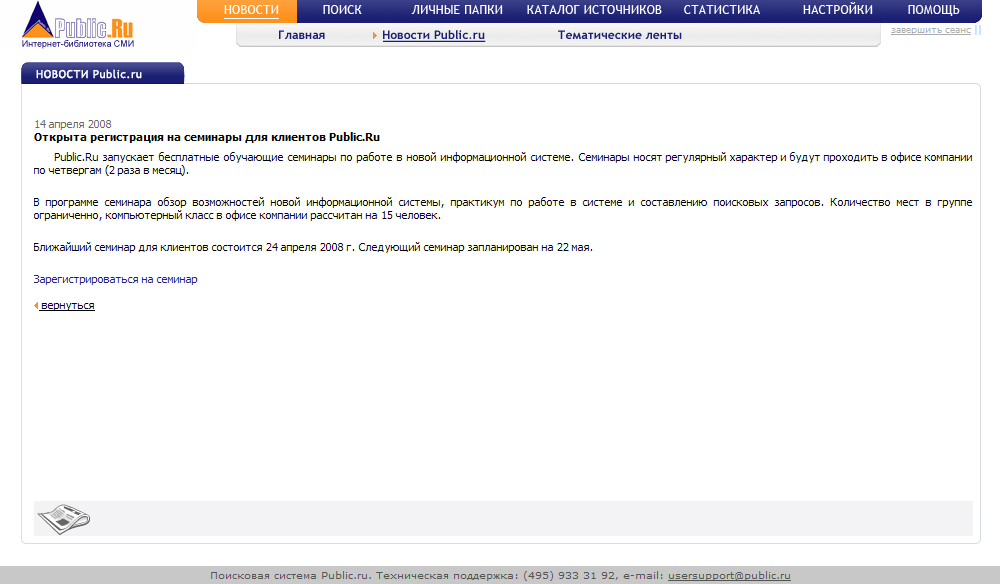 Public.Ru
Интернет-библиотека СМИ
НОВОСТИ ПОИСК ЛИЧНЫЕ ПАПКИ КАТАЛОГ ИСТОЧНИКОВ СТАТИСТИКА НАСТРОЙКИ ПОМОЩЬ
Главная Новости Public.ru Тематические ленты завершить сеанс
НОВОСТИ Public.ru
14 апреля 2008
Открыта регистрация на семинары для клиентов Public.Ru
Public.Ru запускает бесплатные обучающие семинары по работе в новой информационной системе. Семинары носят регулярный характер и будут проходить в офисе компании
по четвергам (2 раза в месяц).
В программе семинара обзор возможностей новой информационной системы, практикум по работе в системе и составлению поисковых запросов. Количество мест в группе
ограниченно, компьютерный класс в офисе компании рассчитан на 15 человек.
Ближайший семинар для клиентов состоится 24 апреля 2008 г. Следующий семинар запланирован на 22 мая.
Зарегистрироваться на семинар
вернуться
Поисковая система Public.ru. Техническая поддержка: (495) 933 31 92, e-mail: usersupport@public.ru